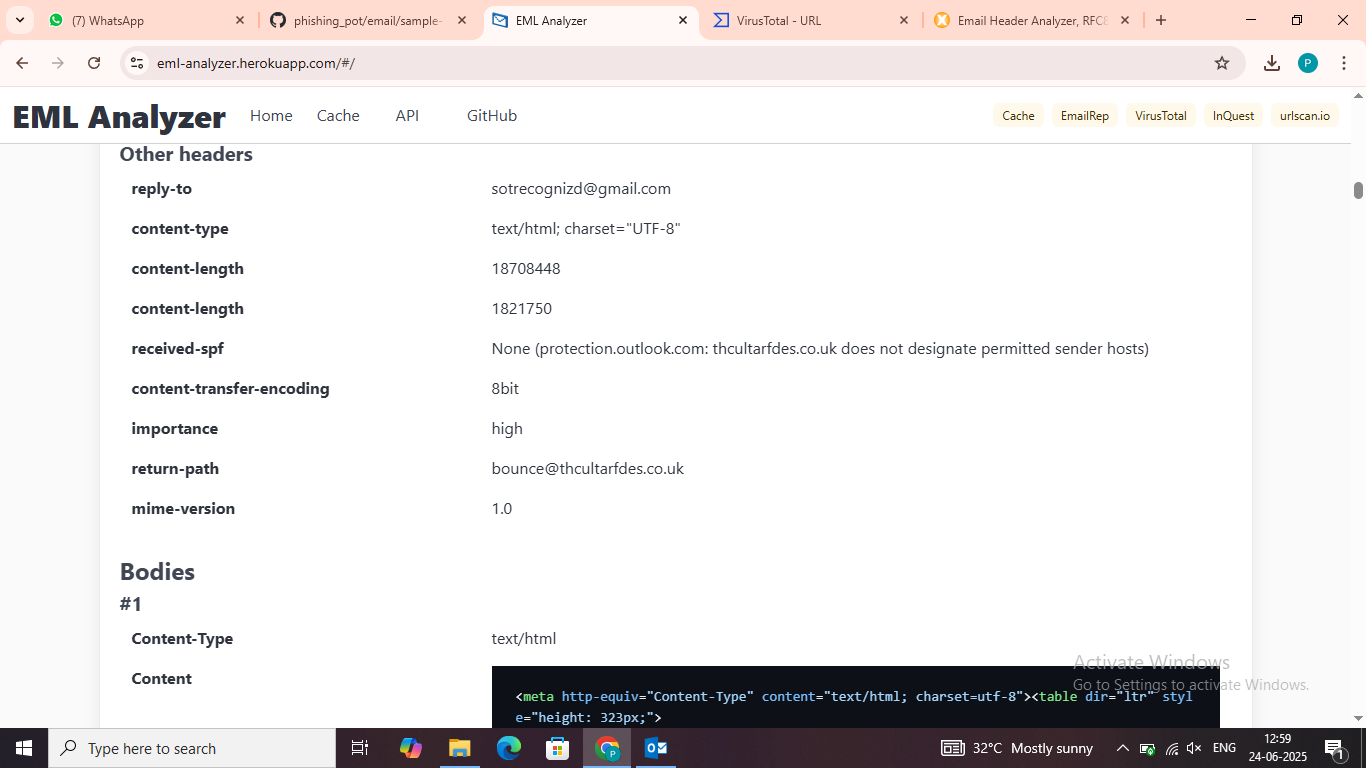 (7) WhatsApp
phishing_pot/email/sample-
EML Analyzer
VirusTotal - URL
Email Header Analyzer, RFC8
eml-analyzer.herokuapp.com/#/
P
EML Analyzer
Home
Cache
API
GitHub
Cache
EmailRep
VirusTotal
InQuest
urlscan.io
Other headers
reply-to sotrecognizd@gmail.com
content-type text/html; charset="UTF-8"
content-length 18708448
content-length 1821750
received-spf None (protection.outlook.com: thcultarfdes.co.uk does not designate permitted sender hosts)
content-transfer-encoding 8bit
importance high
return-path bounce@thcultarfdes.co.uk
mime-version 1.0
Bodies
#1
Content-Type text/html
Content
<meta http-equiv="Content-Type" content="text/html; charset=utf-8"><table dir="ltr" styl
e="height: 323px;">
Activate Windows
Go to Settings to activate Windows.
Type here to search
32°C Mostly sunny
ENG
12:59
24-06-2025
1